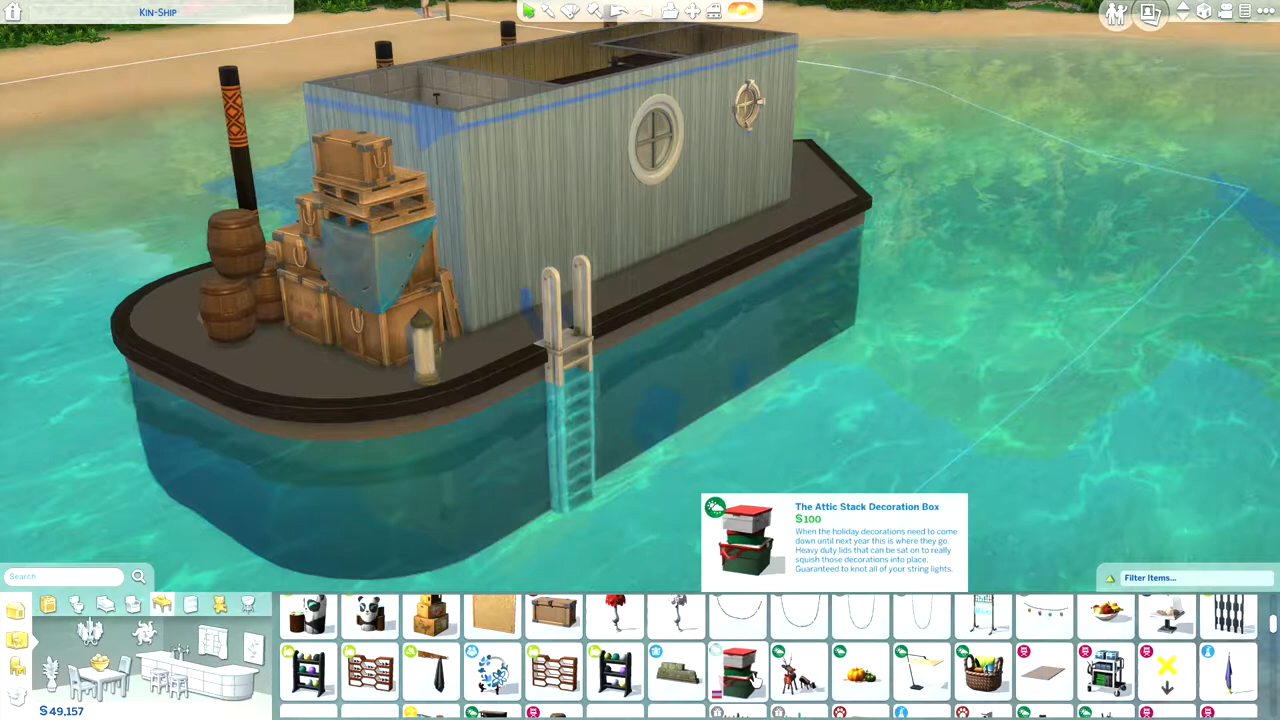 Kin-Ship
The Attic Stack Decoration Box
§100
When the holiday decorations need to come
down until next year this is where they go.
Heavy duty lids that can be sat on to really
squish those decorations into place.
Guaranteed to knot all of your string lights.
Search
Filter Items...
§49,157